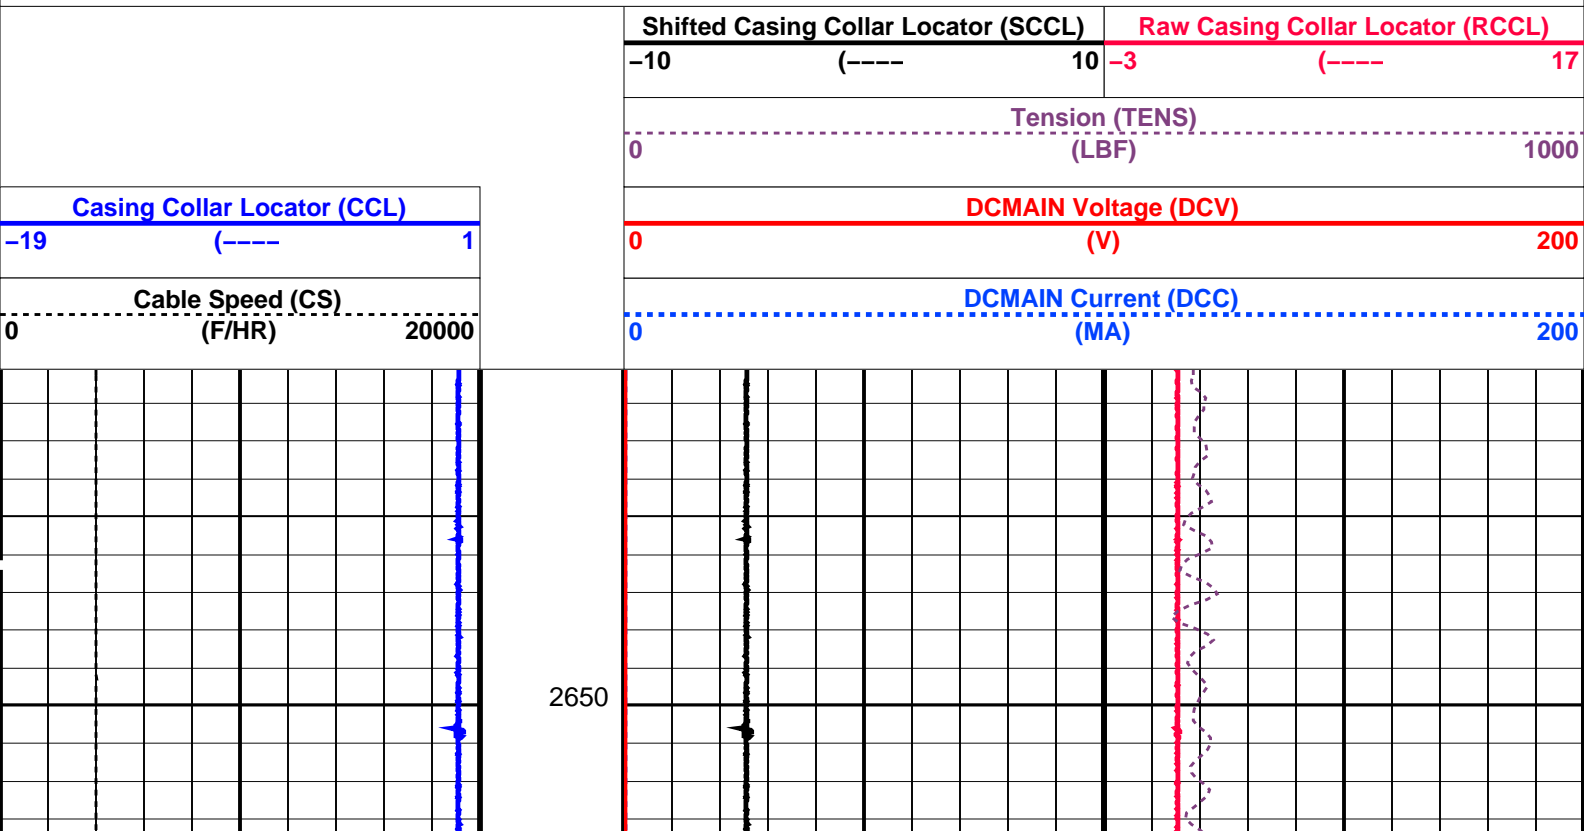 Shifted Casing Collar Locator (SCCL) Raw Casing Collar Locator (RCCL)
−10 (−−−− 10 −3 (−−−− 17
Tension (TENS)
0 (LBF) 1000
Casing Collar Locator (CCL) DCMAIN Voltage (DCV)
−19 (−−−− 1 0 (V) 200
Cable Speed (CS) DCMAIN Current (DCC)
0 (F/HR) 20000 0 (MA) 200
2650